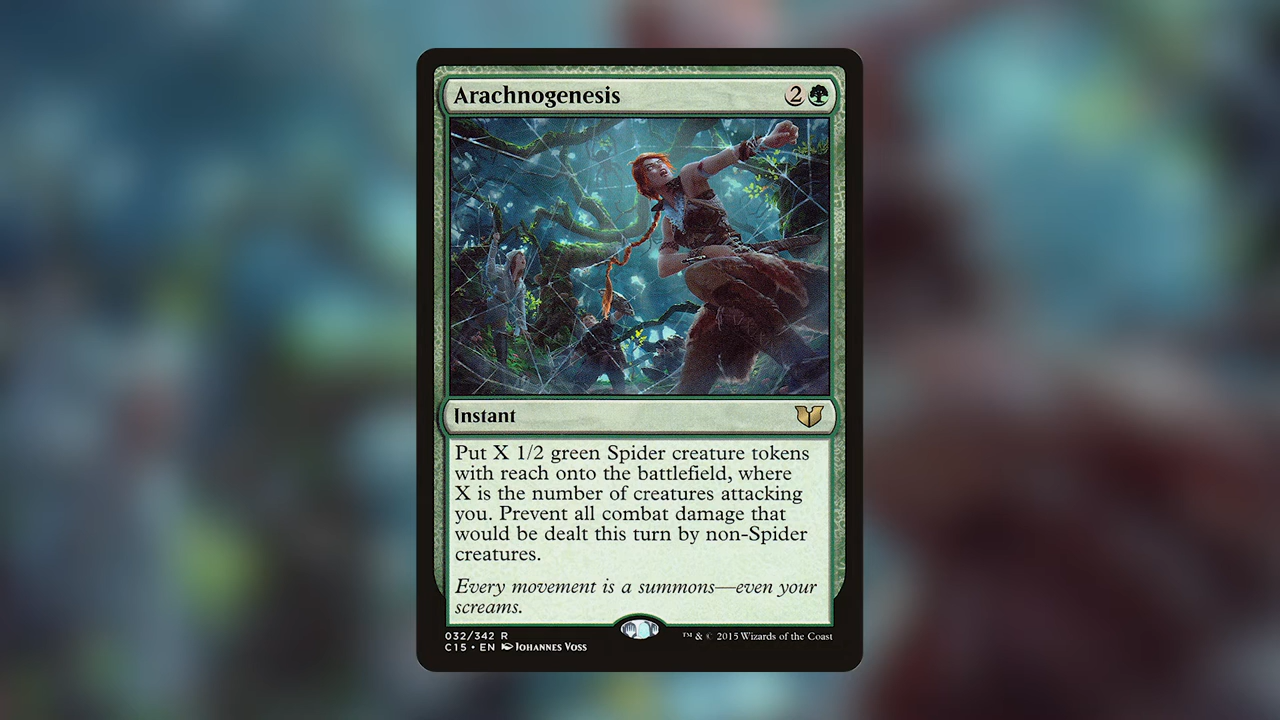 Arachnogenesis 2
Instant
Put X 1/2 green Spider creature tokens
with reach onto the battlefield, where
X is the number of creatures attacking
you. Prevent all combat damage that
would be dealt this turn by non-Spider
creatures.
Every movement is a summons—even your
screams.
032/342 R
C15 • EN Johannes Voss
™ & © 2015 Wizards of the Coast